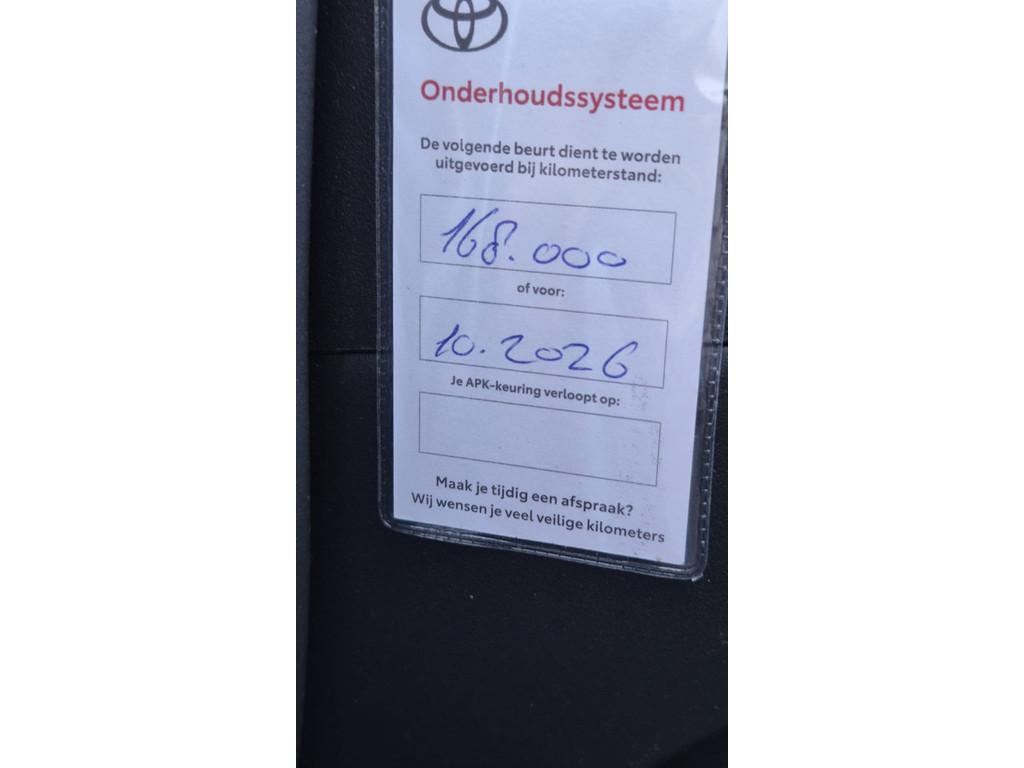 Onderhoudssysteem
De volgende beurt dient te worden
uitgevoerd bij kilometerstand:
168.000
of voor:
10.2026
Je APK-keuring verloopt op:
Maak je tijdig een afspraak?
Wij wensen je veel veilige kilometers